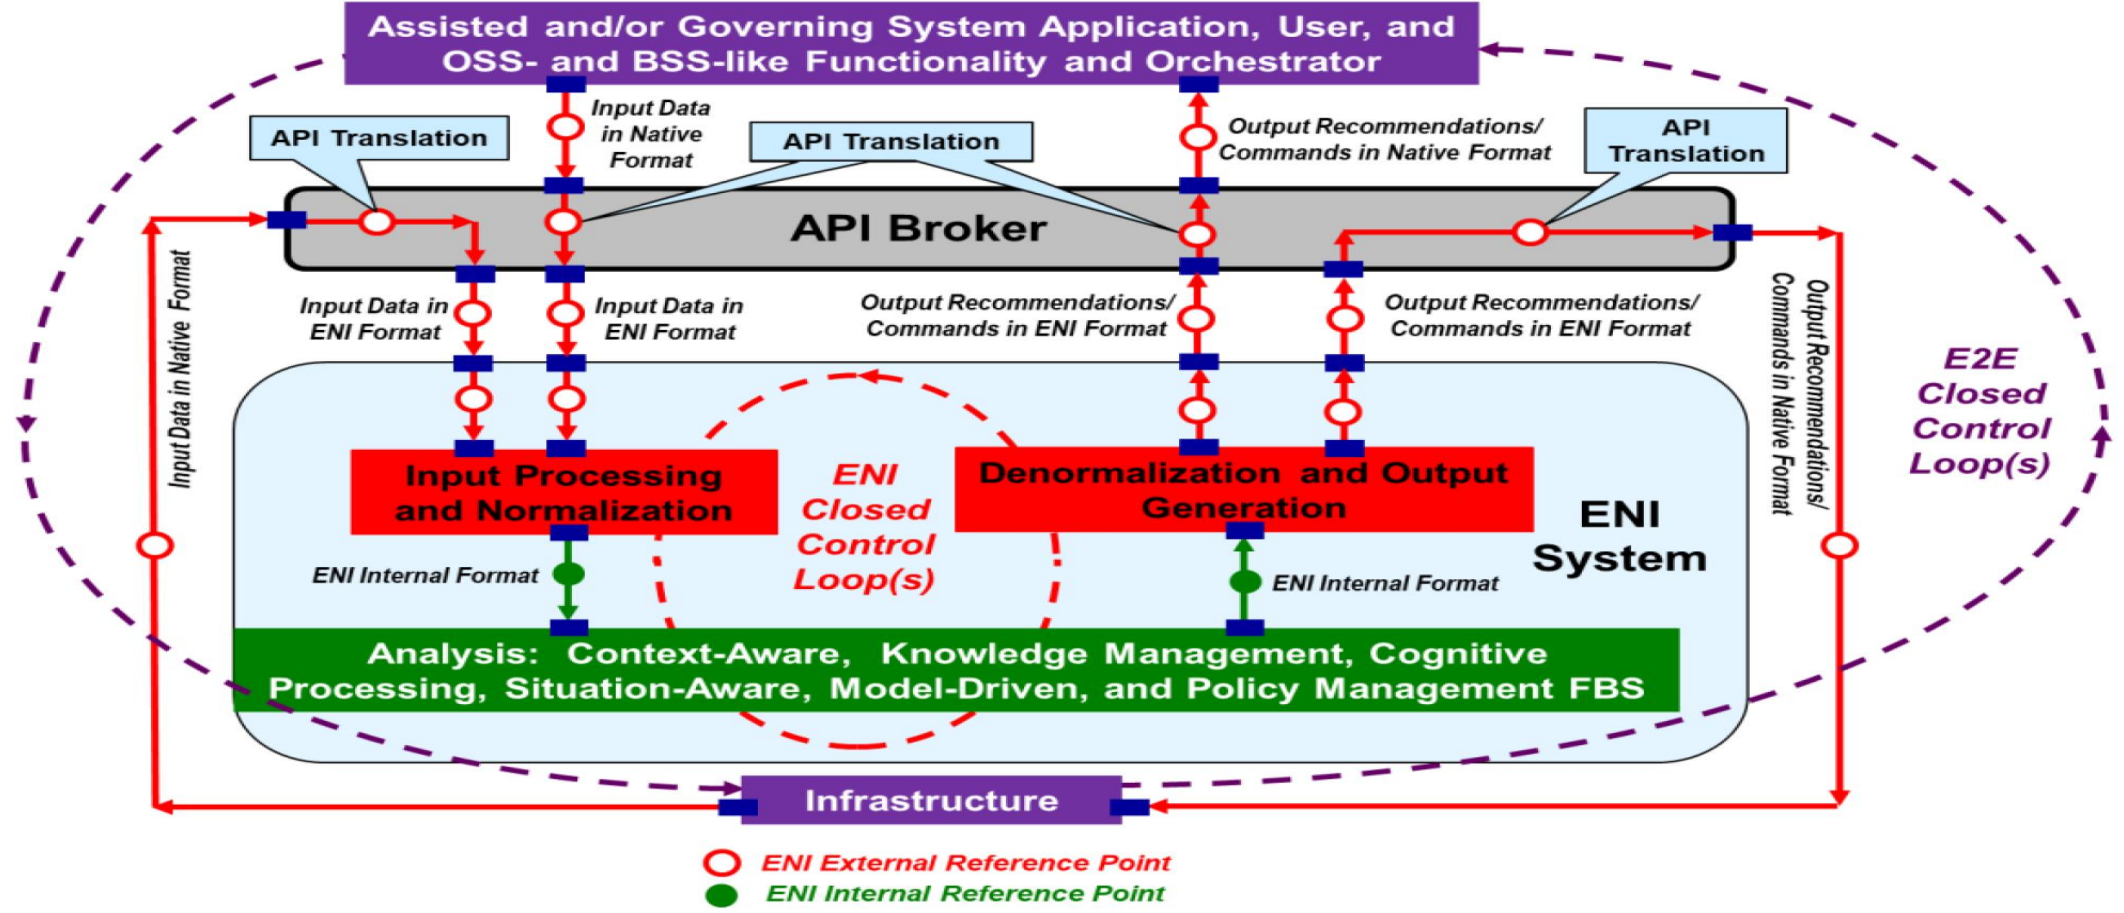 Assisted and/or Governing System Application, User, and
OSS- and BSS-like Functionality and Orchestrator
Input Data
in Native
Format
API Translation
API Translation
Output Recommendations/
Commands in Native Format
API
Translation
API Broker
Input Data in Native Format
Input Data in
ENI Format
Input Data in
ENI Format
Output Recommendations/
Commands in ENI Format
Output Recommendations/
Commands in ENI Format
Output Recommendations/
Commands in Native Format
E2E
Closed
Control
Loop(s)
Input Processing
and Normalization
ENI
Closed
Control
Loop(s)
Denormalization and Output
Generation
ENI
System
ENI Internal Format
ENI Internal Format
Analysis: Context-Aware, Knowledge Management, Cognitive
Processing, Situation-Aware, Model-Driven, and Policy Management FBS
Infrastructure
ENI External Reference Point
ENI Internal Reference Point